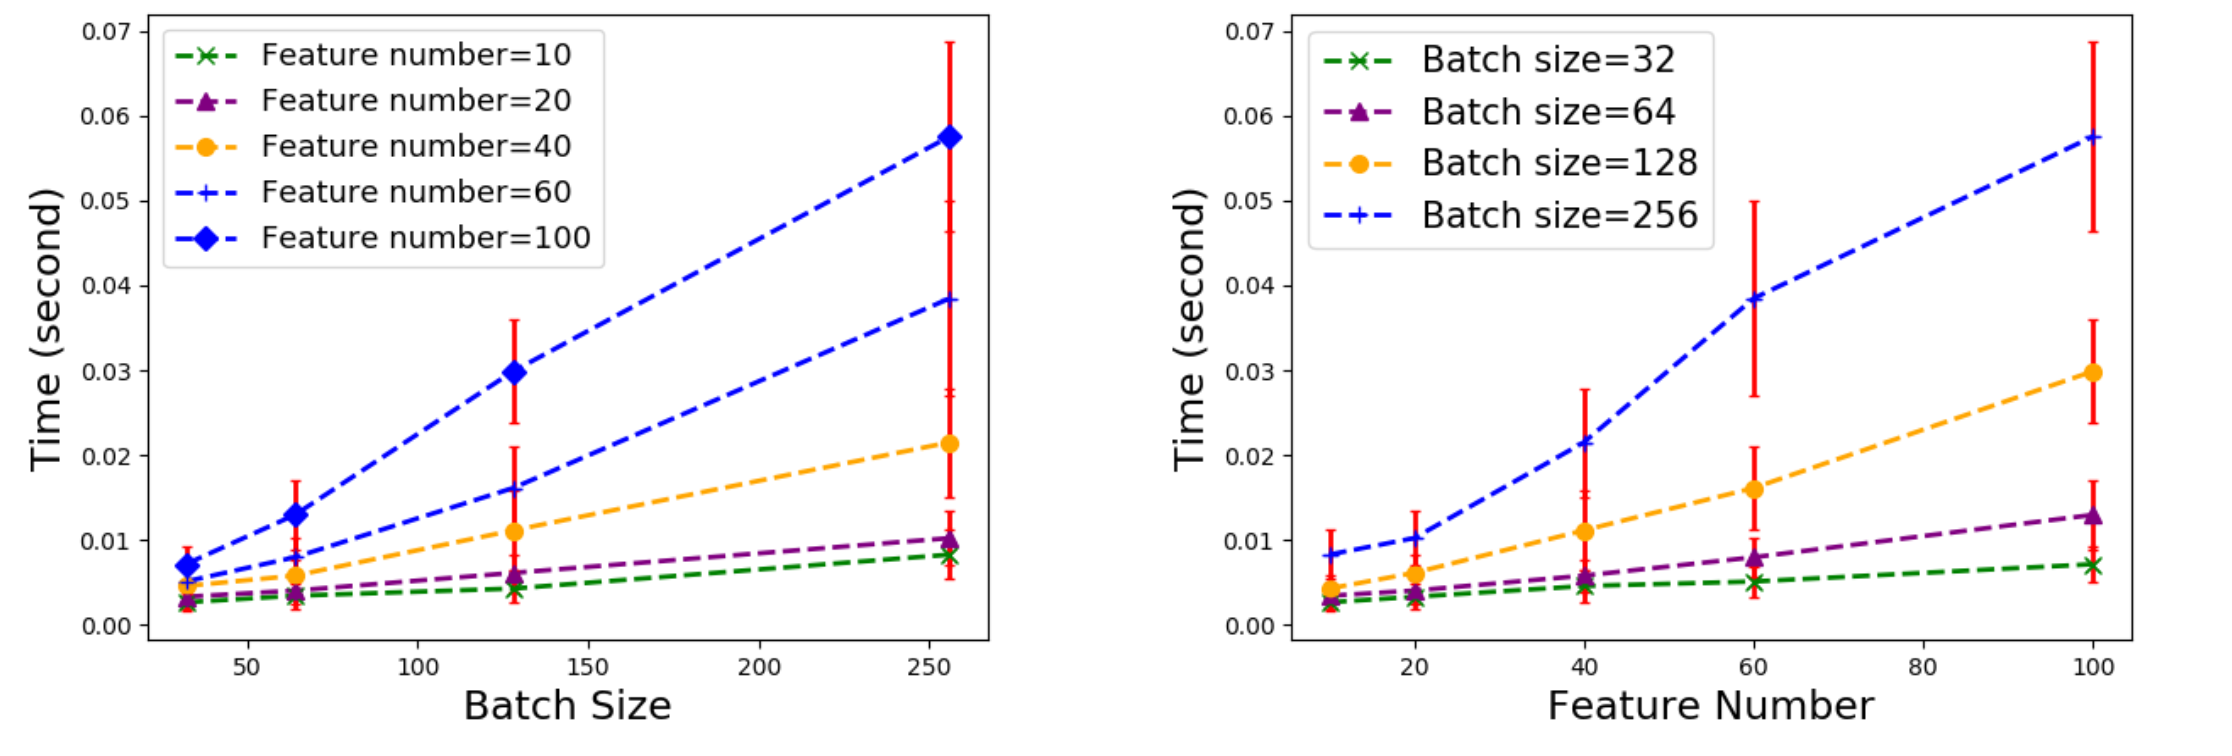 0.07
0.06
0.05
0.04
0.03
0.02
0.01
0.00
Time (second)
Feature number=10
Feature number=20
Feature number=40
Feature number=60
Feature number=100
50
100
150
200
250
Batch Size
0.07
0.06
0.05
0.04
0.03
0.02
0.01
0.00
Time (second)
Batch size=32
Batch size=64
Batch size=128
Batch size=256
20
40
60
80
100
Feature Number